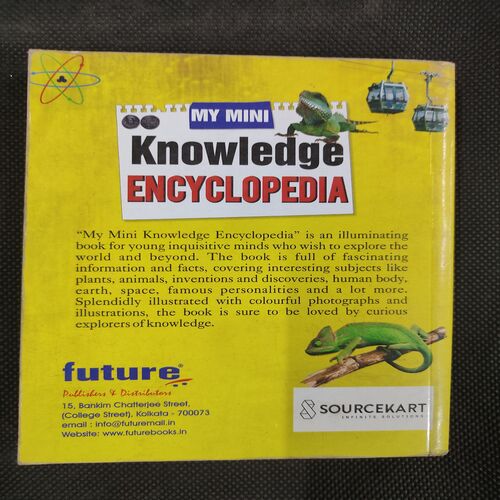 MY MINI
Knowledge
ENCYCLOPEDIA
“My Mini Knowledge Encyclopedia” is an illuminating
book for young inquisitive minds who wish to explore the
world and beyond. The book is full of fascinating
information and facts, covering interesting subjects like
plants, animals, inventions and discoveries, human body,
earth, space, famous personalities and a lot more.
Splendidly illustrated with colourful photographs and
illustrations, the book is sure to be loved by curious
explorers of knowledge.
future®
Publishers & Distributors
15, Bankim Chatterjee Street,
(College Street), Kolkata - 700073
email : info@futuremail.in
Website: www.futurebooks.in
SOURCEKART
INFINITE SOLUTIONS